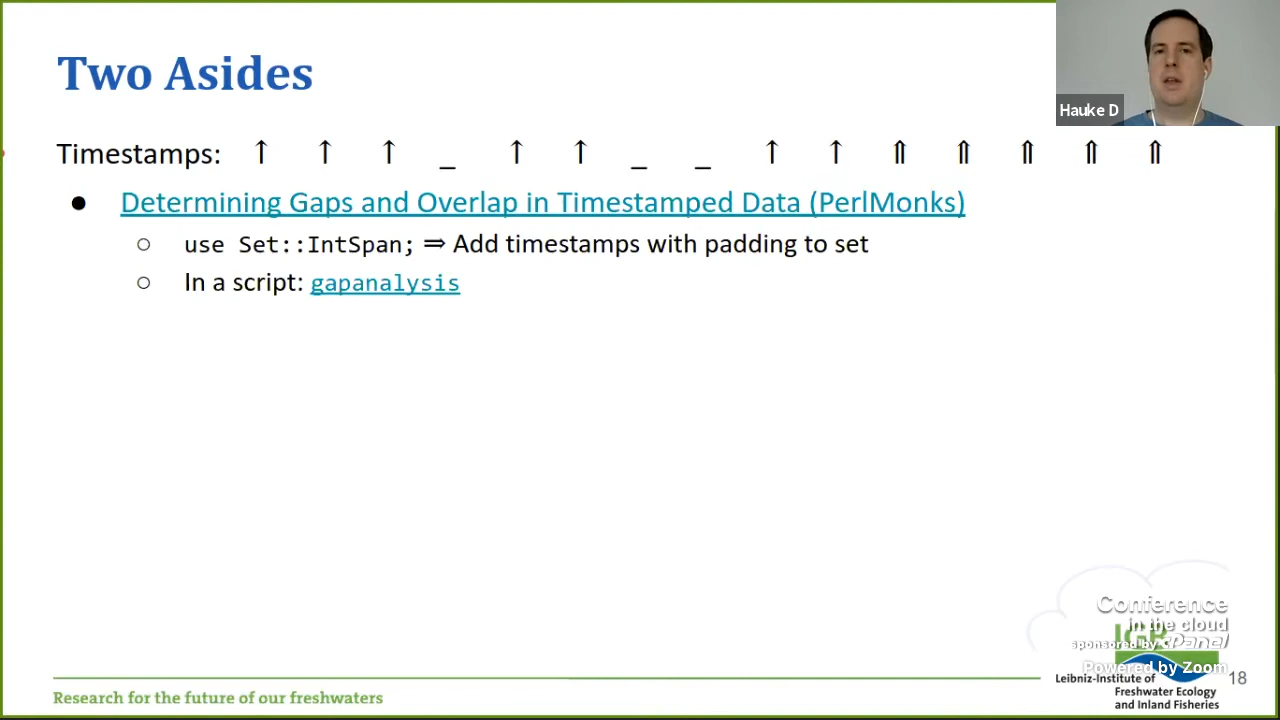 Two Asides
Hauke D
Timestamps: ↑ ↑ ↑ _ ↑ ↑ _ _ ↑ ↑ ⇑ ⇑ ⇑ ⇑ ⇑
● Determining Gaps and Overlap in Timestamped Data (PerlMonks)
○ use Set::IntSpan; ⇒ Add timestamps with padding to set
○ In a script: gapanalysis
Conference
in the cloud
sponsored by cPanel
IGB
Powered by Zoom
Leibniz-Institute of
Freshwater Ecology
and Inland Fisheries
18
Research for the future of our freshwaters